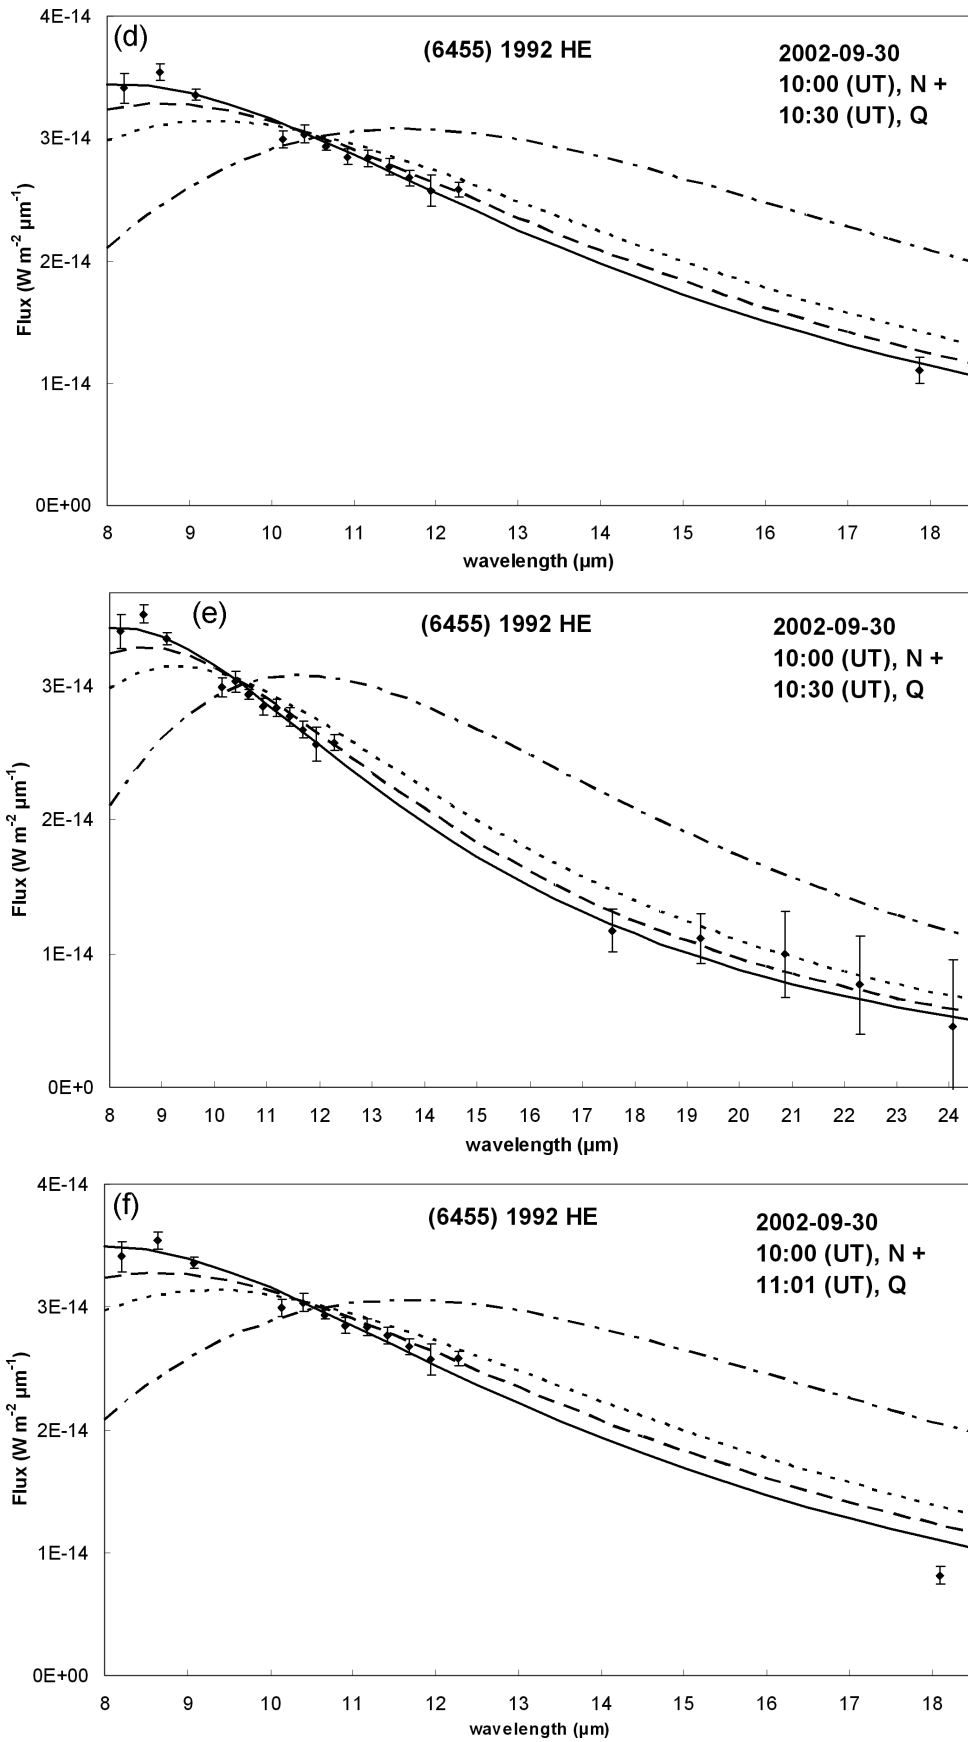 4E-14
(d)
(6455) 1992 HE
2002-09-30
10:00 (UT), N +
10:30 (UT), Q
3E-14
2E-14
1E-14
0E+00
Flux (W m⁻² µm⁻¹)
8 9 10 11 12 13 14 15 16 17 18
wavelength (µm)
(e)
(6455) 1992 HE
2002-09-30
10:00 (UT), N +
10:30 (UT), Q
3E-14
2E-14
1E-14
0E+0
Flux (W m⁻² µm⁻¹)
8 9 10 11 12 13 14 15 16 17 18 19 20 21 22 23 24
wavelength (µm)
4E-14
(f)
(6455) 1992 HE
2002-09-30
10:00 (UT), N +
11:01 (UT), Q
3E-14
2E-14
1E-14
0E+00
Flux (W m⁻² µm⁻¹)
8 9 10 11 12 13 14 15 16 17 18
wavelength (µm)